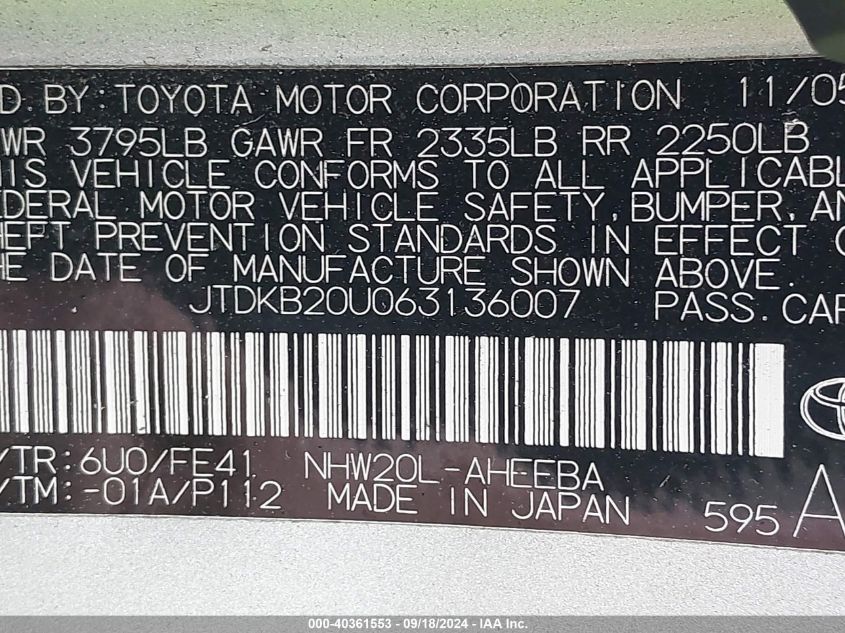 D. BY: TOYOTA MOTOR CORPORATION 11/05
WR 3795LB GAWR FR 2335LB RR 2250LB
IS VEHICLE CONFORMS TO ALL APPLICABL
EDERAL MOTOR VEHICLE SAFETY, BUMPER, AN
HEFT PREVENTION STANDARDS IN EFFECT O
HE DATE OF MANUFACTURE SHOWN ABOVE.
JTDKB20U063136007 PASS. CAR
/TR: 6U0/FE41 NHW20L-AHEEBA
/TM: -01A/P112 MADE IN JAPAN 595 A
000-40361553 - 09/18/2024 - IAA Inc.